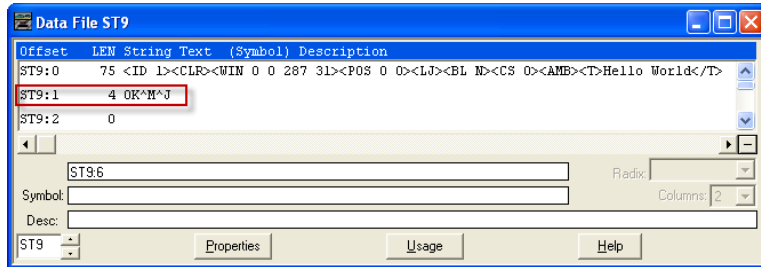 Data File ST9
Offset LEN String Text (Symbol) Description
ST9:0 75 <ID 1><CLR><WIN 0 0 287 31><POS 0 0><LJ><BL N><CS 0><AMB><T>Hello World</T>
ST9:1 4 OK^M^J
ST9:2 0
ST9:6 Radix:
Symbol: Columns: 2
Desc:
ST9 Properties Usage Help